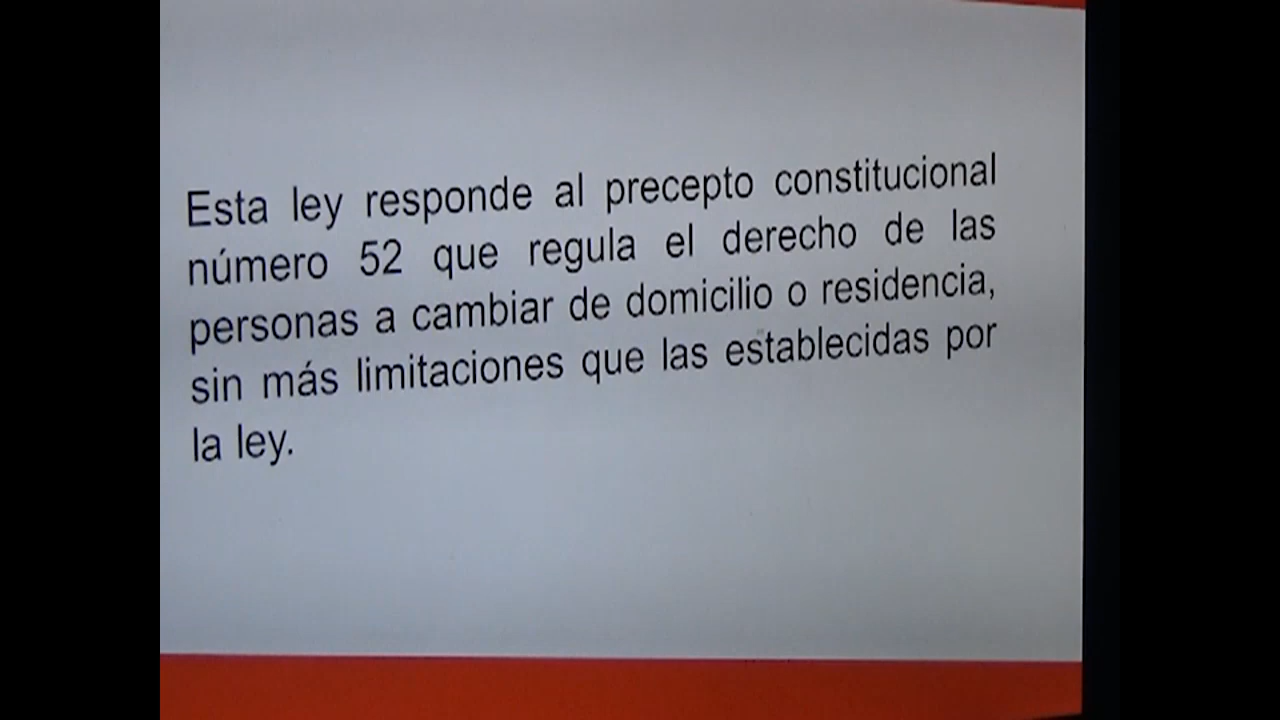 Esta ley responde al precepto constitucional
número 52 que regula el derecho de las
personas a cambiar de domicilio o residencia,
sin más limitaciones que las establecidas por
la ley.